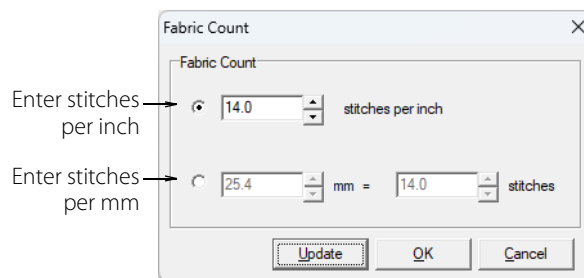 Fabric Count
Fabric Count
Enter stitches
per inch
14.0 stitches per inch
Enter stitches
per mm
25.4 mm = 14.0 stitches
Update OK Cancel